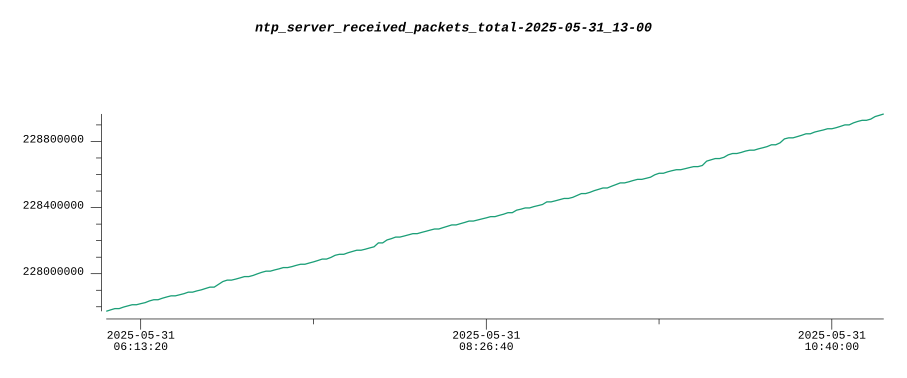 ntp_server_received_packets_total-2025-05-31_13-00
228800000
228400000
228000000
2025-05-31 2025-05-31 2025-05-31
06:13:20 08:26:40 10:40:00